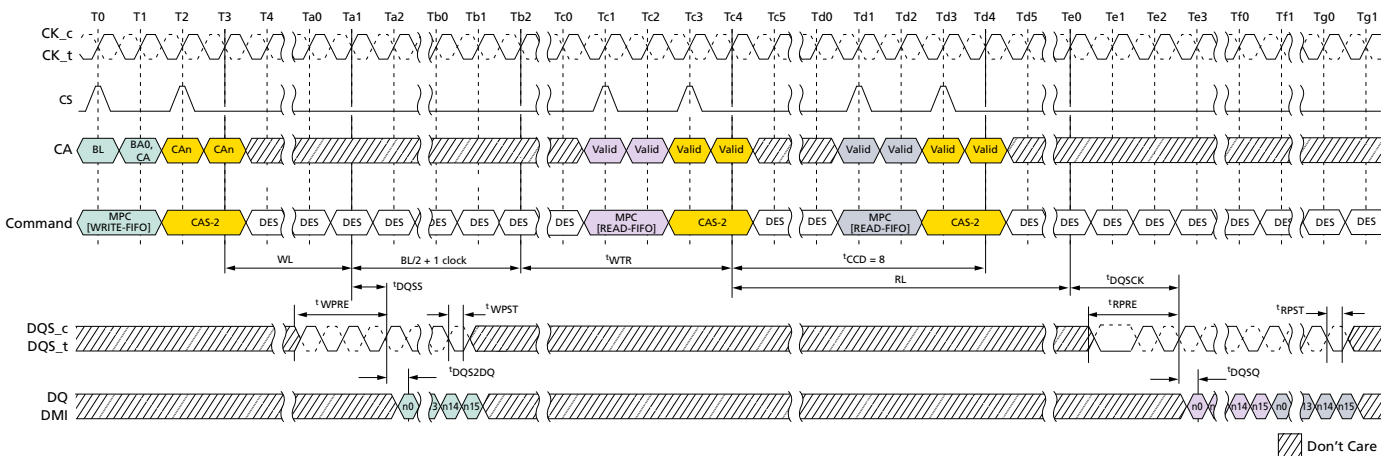 T0 T1 T2 T3 T4 Ta0 Ta1 Ta2 Tb0 Tb1 Tb2 Tc0 Tc1 Tc2 Tc3 Tc4 Tc5 Td0 Td1 Td2 Td3 Td4 Td5 Te0 Te1 Te2 Te3 Tf0 Tf1 Tg0 Tg1
CK_c
CK_t
CS
CA BL BA0, CA CAn CAn Valid Valid Valid Valid Valid Valid Valid Valid
Command MPC [WRITE-FIFO] CAS-2 DES DES DES DES DES DES DES DES MPC [READ-FIFO] CAS-2 DES DES MPC [READ-FIFO] CAS-2 DES DES DES DES DES DES DES DES DES
WL BL/2 + 1 clock tWTR tCCD = 8
RL
tDQSS tDQSCK
tWPRE tWPST tRPRE tRPST
DQS_c
DQS_t
tDQS2DQ tDQSQ
DQ
DMI
n0 13 n14 n15 n0 n n14 n15 n0 13 n14 n15
Don't Care